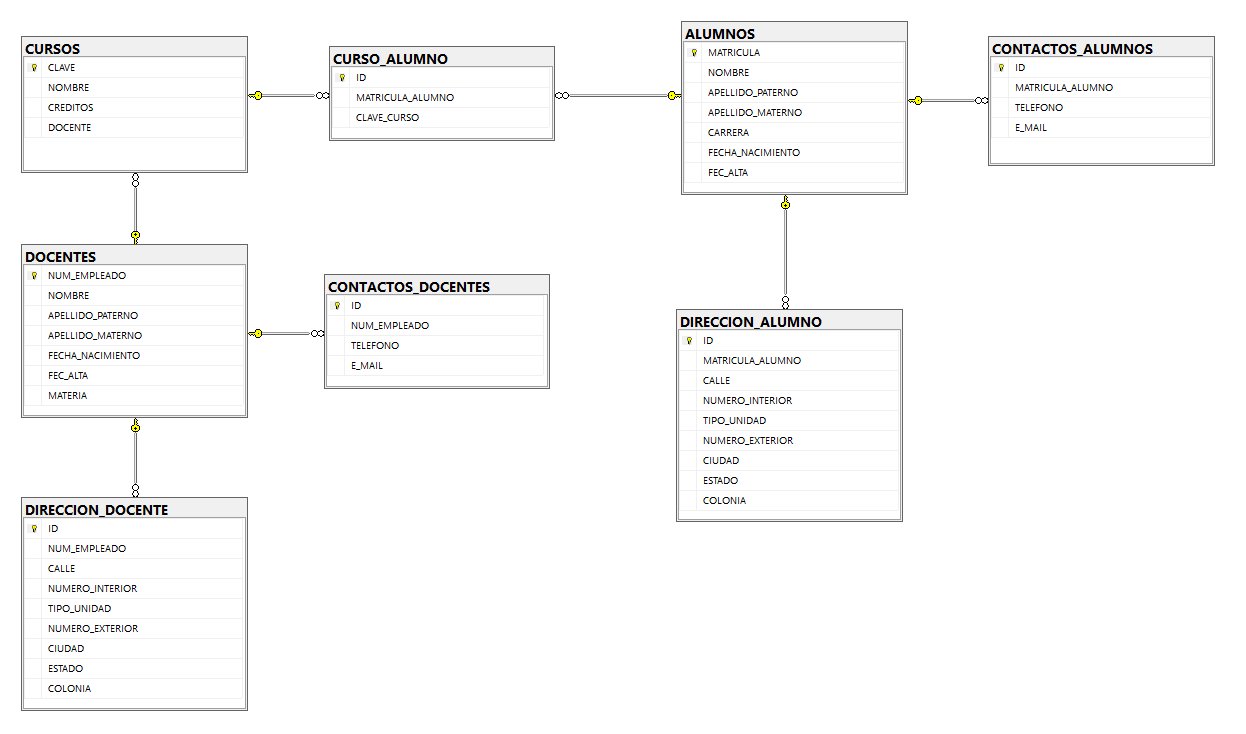 CURSOS
CLAVE
NOMBRE
CREDITOS
DOCENTE
CURSO_ALUMNO
ID
MATRICULA_ALUMNO
CLAVE_CURSO
ALUMNOS
MATRICULA
NOMBRE
APELLIDO_PATERNO
APELLIDO_MATERNO
CARRERA
FECHA_NACIMIENTO
FEC_ALTA
CONTACTOS_ALUMNOS
ID
MATRICULA_ALUMNO
TELEFONO
E_MAIL
DOCENTES
NUM_EMPLEADO
NOMBRE
APELLIDO_PATERNO
APELLIDO_MATERNO
FECHA_NACIMIENTO
FEC_ALTA
MATERIA
CONTACTOS_DOCENTES
ID
NUM_EMPLEADO
TELEFONO
E_MAIL
DIRECCION_ALUMNO
ID
MATRICULA_ALUMNO
CALLE
NUMERO_INTERIOR
TIPO_UNIDAD
NUMERO_EXTERIOR
CIUDAD
ESTADO
COLONIA
DIRECCION_DOCENTE
ID
NUM_EMPLEADO
CALLE
NUMERO_INTERIOR
TIPO_UNIDAD
NUMERO_EXTERIOR
CIUDAD
ESTADO
COLONIA